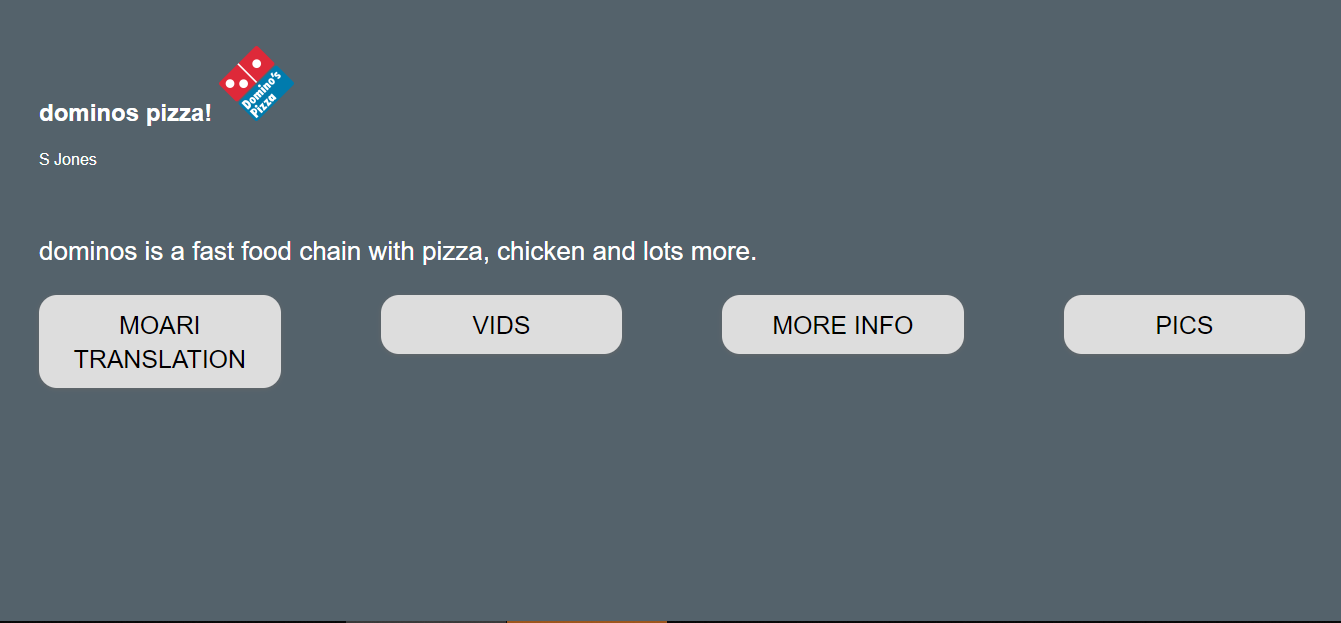 Domino's
Pizza
dominos pizza!
S Jones
dominos is a fast food chain with pizza, chicken and lots more.
MOARI
TRANSLATION
VIDS
MORE INFO
PICS